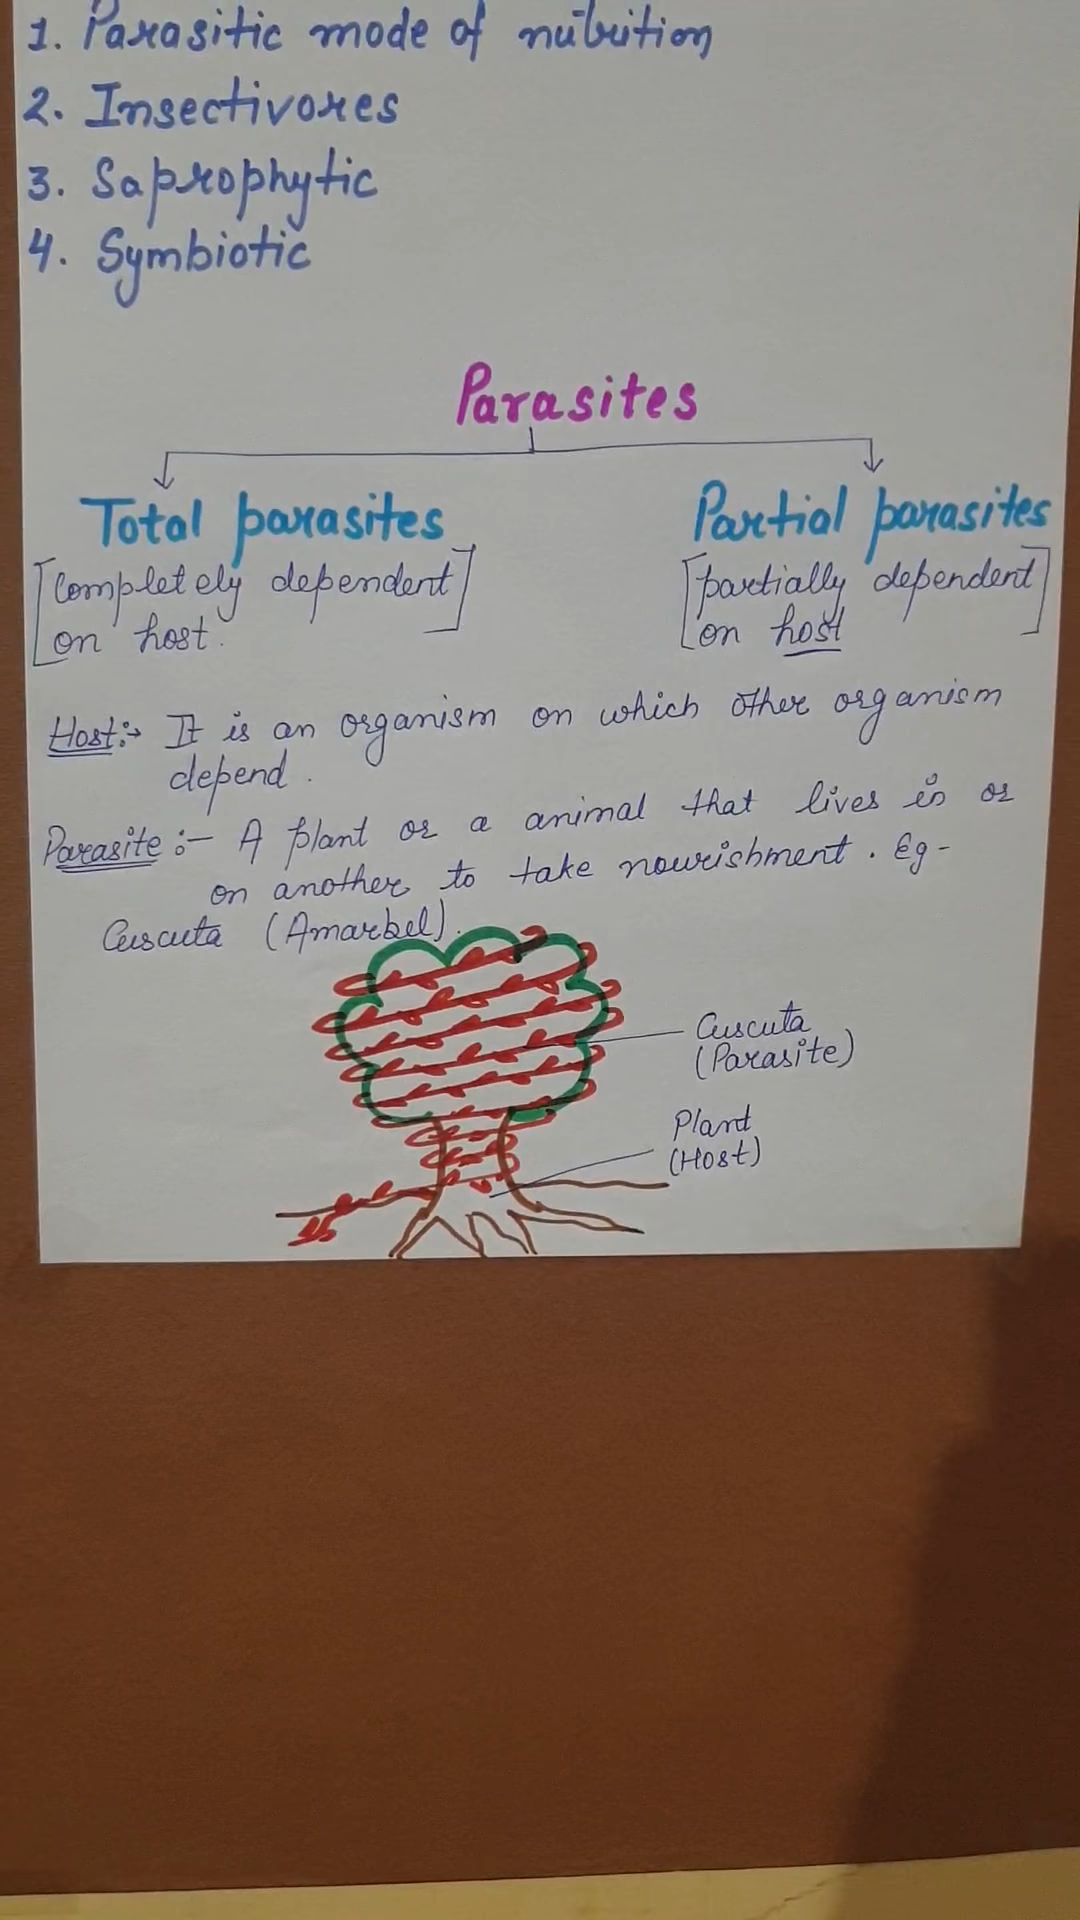 1. Parasitic mode of nutrition
2. Insectivores
3. Saprophytic
4. Symbiotic
Parasites
Total parasites
Partial parasites
[Completely dependent
on host.]
[partially dependent
on host]
Host:→ It is an organism on which other organism
depend.
Parasite:- A plant or a animal that lives in or
on another to take nourishment. Eg-
Cuscuta (Amarbel).
Cuscuta
(Parasite)
Plant
(Host)